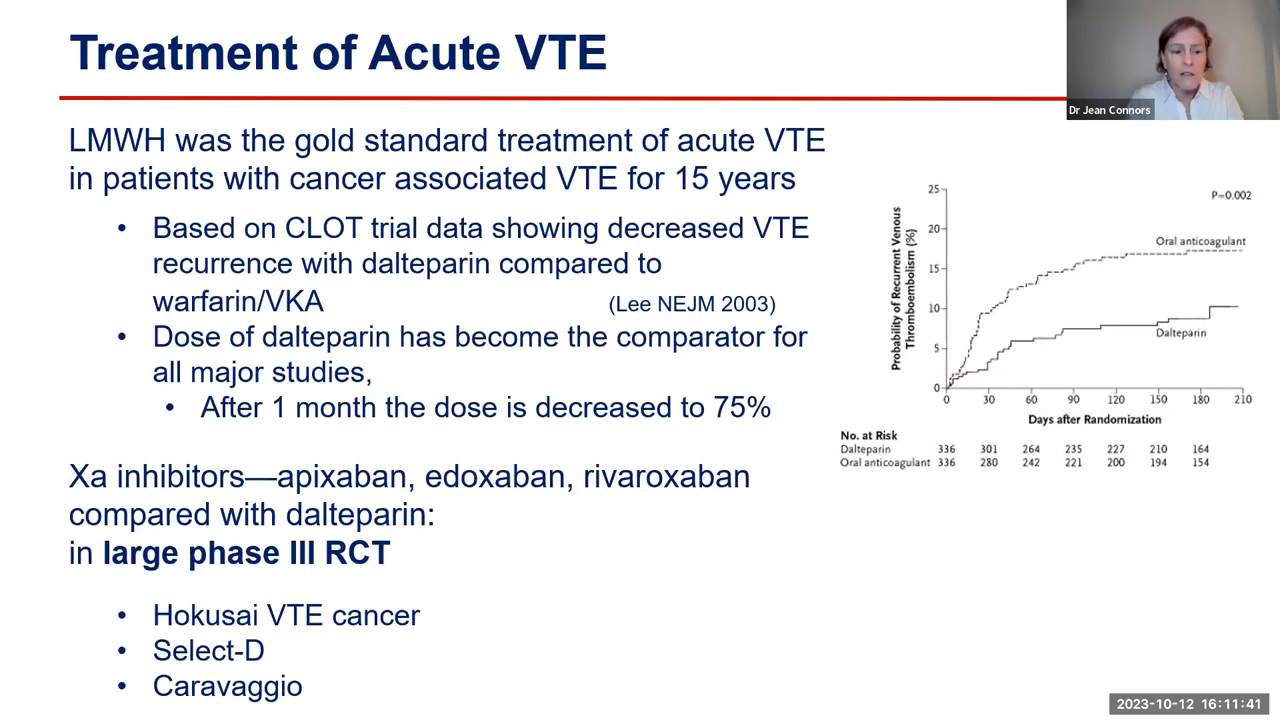 Treatment of Acute VTE
Dr Jean Connors
LMWH was the gold standard treatment of acute VTE
in patients with cancer associated VTE for 15 years
• Based on CLOT trial data showing decreased VTE
recurrence with dalteparin compared to
warfarin/VKA (Lee NEJM 2003)
• Dose of dalteparin has become the comparator for
all major studies,
• After 1 month the dose is decreased to 75%
Xa inhibitors—apixaban, edoxaban, rivaroxaban
compared with dalteparin:
in large phase III RCT
• Hokusai VTE cancer
• Select-D
• Caravaggio
Probability of Recurrent Venous
Thromboembolism (%)
25
20
15
10
5
0
P=0.002
Oral anticoagulant
Dalteparin
0 30 60 90 120 150 180 210
Days after Randomization
No. at Risk
Dalteparin 336 301 264 235 227 210 164
Oral anticoagulant 336 280 242 221 200 194 154
2023-10-12 16:11:41